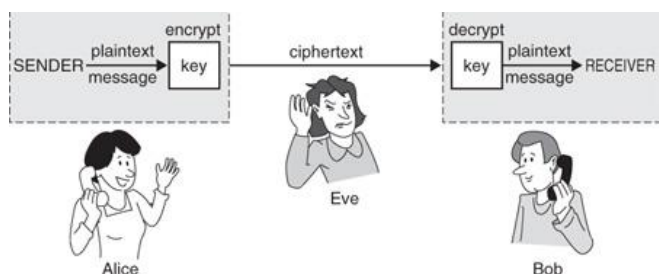 encrypt
decrypt
plaintext
ciphertext
plaintext
SENDER
key
key
RECEIVER
message
message
Eve
Alice
Bob